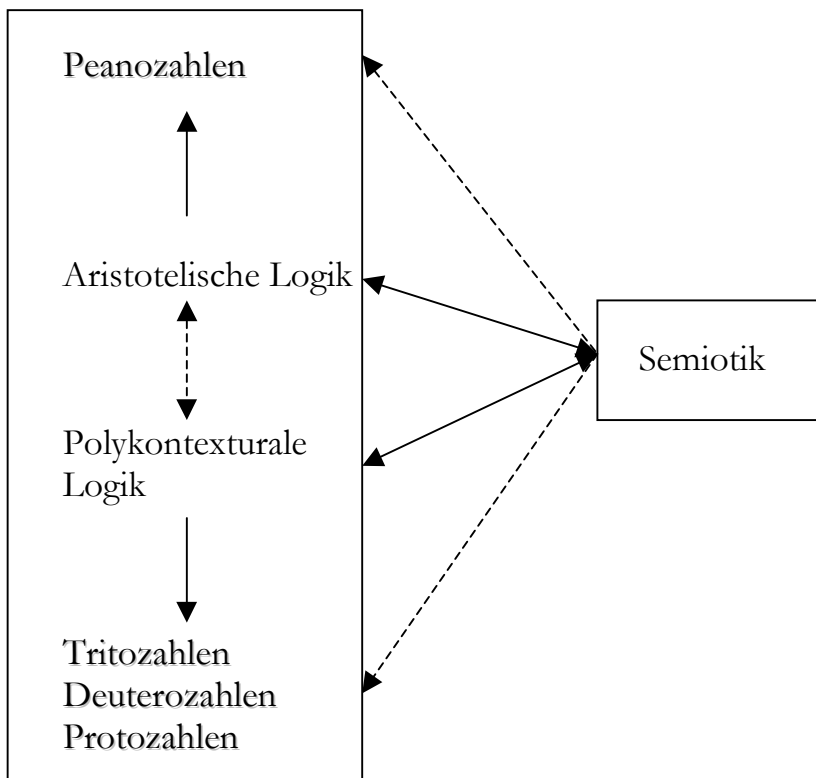 Peanozahlen
Aristotelische Logik
Semiotik
Polykontexturale
Logik
Tritozahlen
Deuterozahlen
Protozahlen